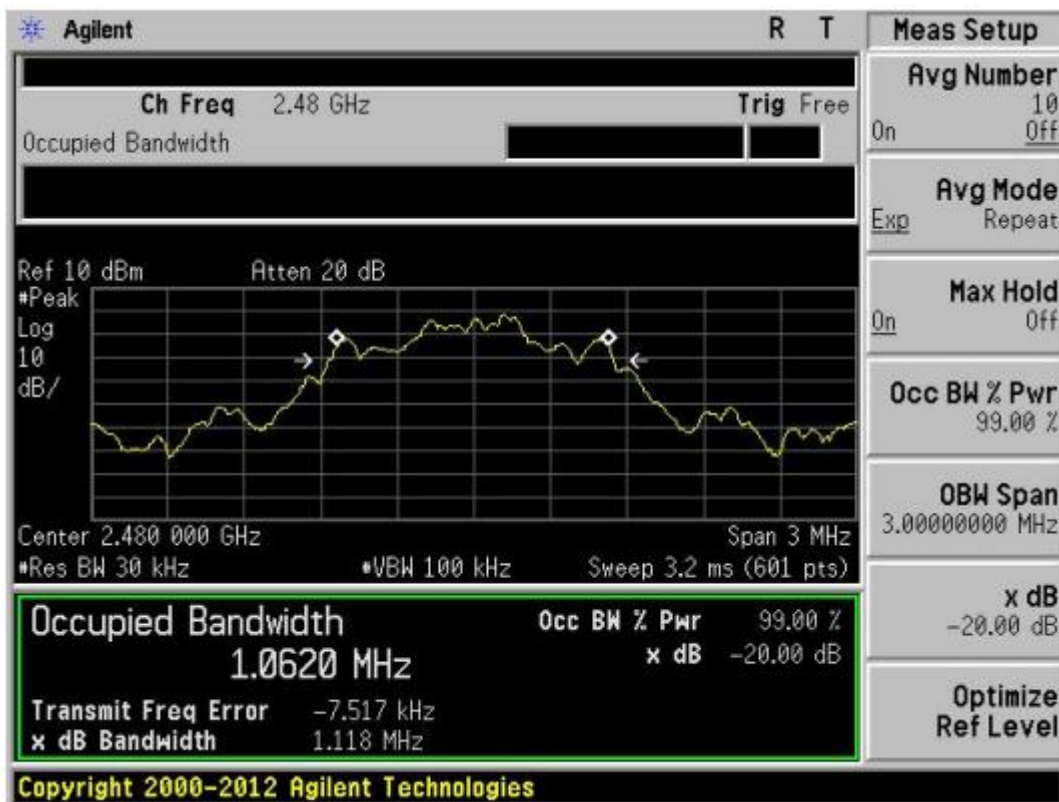 Agilent R T
Ch Freq 2.48 GHz Trig Free
Occupied Bandwidth
Ref 10 dBm Atten 20 dB
#Peak
Log
10
dB/
Center 2.480 000 GHz Span 3 MHz
#Res BW 30 kHz #VBW 100 kHz Sweep 3.2 ms (601 pts)
Occupied Bandwidth Occ BW % Pwr 99.00 %
1.0620 MHz x dB -20.00 dB
Transmit Freq Error -7.517 kHz
x dB Bandwidth 1.118 MHz
Copyright 2000-2012 Agilent Technologies
Meas Setup
Avg Number
10
On Off
Avg Mode
Exp Repeat
Max Hold
On Off
Occ BW % Pwr
99.00 %
OBW Span
3.00000000 MHz
x dB
-20.00 dB
Optimize
Ref Level